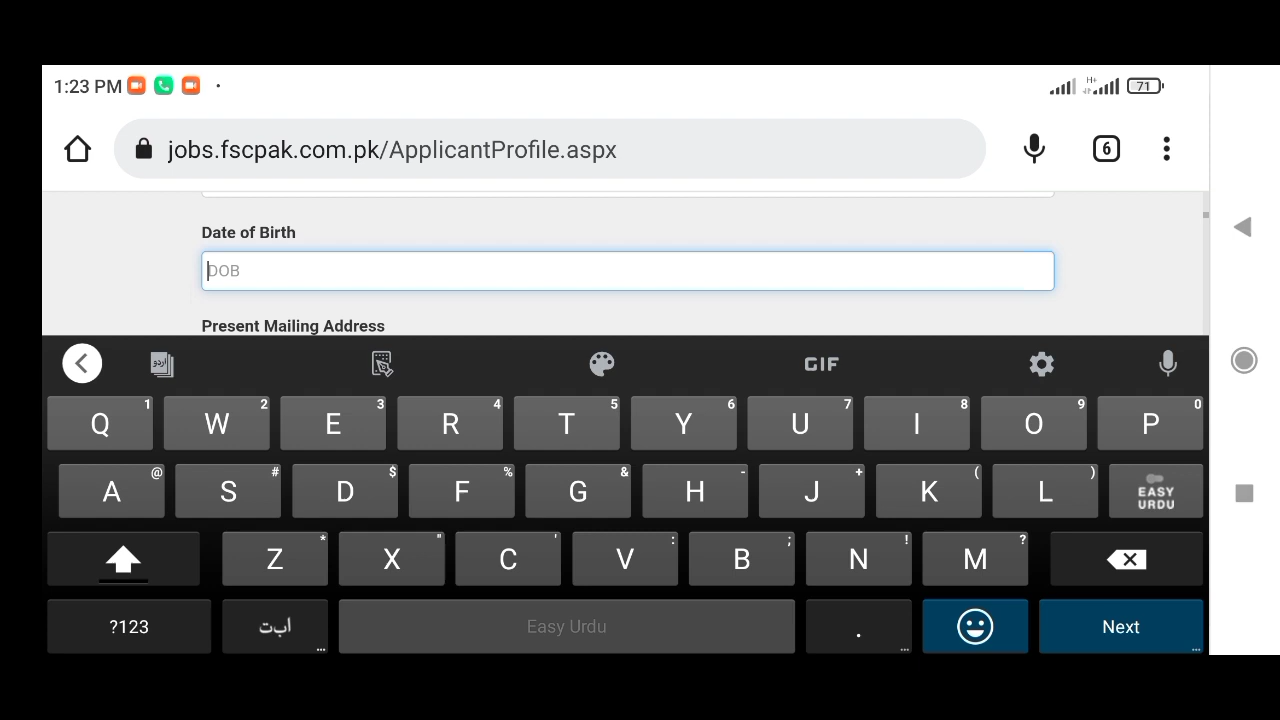 1:23 PM
H+
71
jobs.fscpak.com.pk/ApplicantProfile.aspx
6
Date of Birth
DOB
Present Mailing Address
اردو
GIF
Q 1 W 2 E 3 R 4 T 5 Y 6 U 7 I 8 O 9 P 0
A @ S # D $ F % G & H - J + K ( L ) EASY URDU
Z * X " C ' V : B ; N ! M ?
?123 ابت ... Easy Urdu . ... Next ...